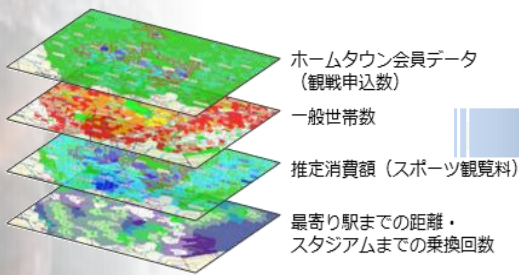 ホームタウン会員データ
（観戦申込数）
一般世帯数
推定消費額（スポーツ観覧料）
最寄り駅までの距離・
スタジアムまでの乗換回数